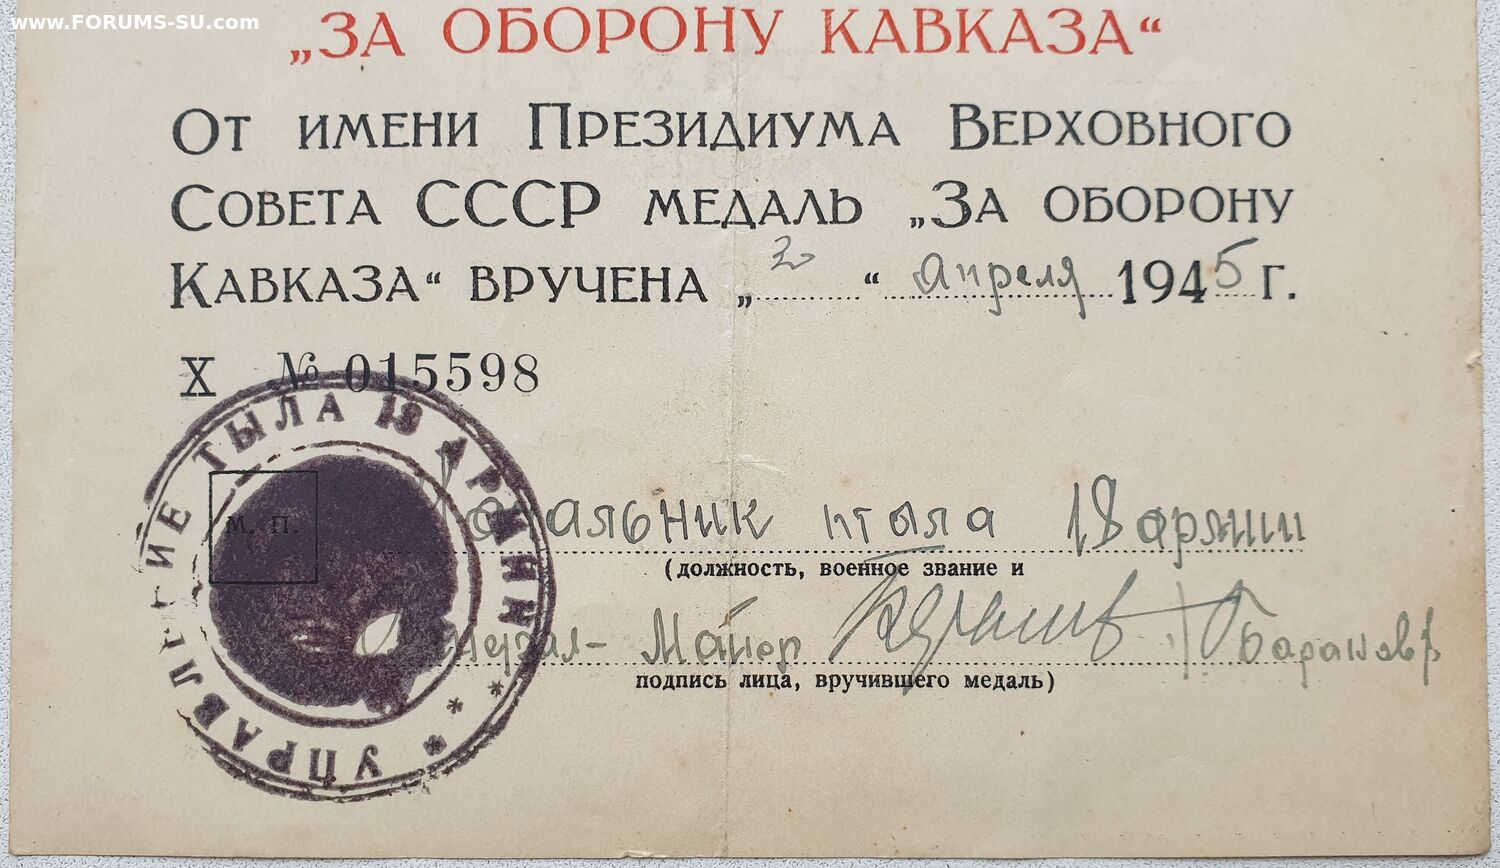 www.FORUMS-SU.com
„ЗА ОБОРОНУ КАВКАЗА“
От имени Президиума Верховного
Совета СССР медаль „За оборону
Кавказа“ вручена „2“ апреля 1945 г.
X № 015598
УПРАВЛЕНИЕ ТЫЛА 18 АРМИИ
М. П.
Начальник тыла 18 армии
(должность, военное звание и
Генерал-Майор Баранов
подпись лица, вручившего медаль)